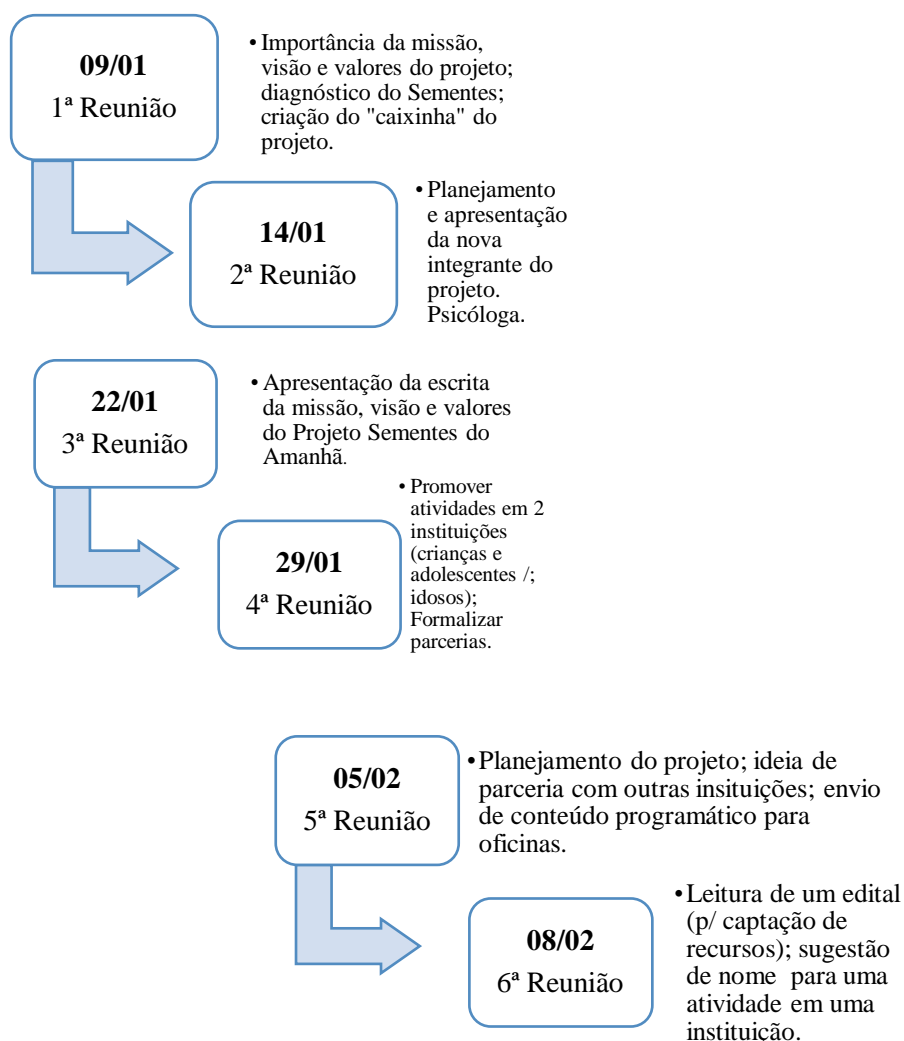 09/01
1ª Reunião
• Importância da missão,
visão e valores do projeto;
diagnóstico do Sementes;
criação do "caixinha" do
projeto.
14/01
2ª Reunião
• Planejamento
e apresentação
da nova
integrante do
projeto.
Psicóloga.
22/01
3ª Reunião
• Apresentação da escrita
da missão, visão e valores
do Projeto Sementes do
Amanhã.
29/01
4ª Reunião
• Promover
atividades em 2
instituições
(crianças e
adolescentes /;
idosos);
Formalizar
parcerias.
05/02
5ª Reunião
•Planejamento do projeto; ideia de
parceria com outras insituições; envio
de conteúdo programático para
oficinas.
08/02
6ª Reunião
•Leitura de um edital
(p/ captação de
recursos); sugestão
de nome para uma
atividade em uma
instituição.